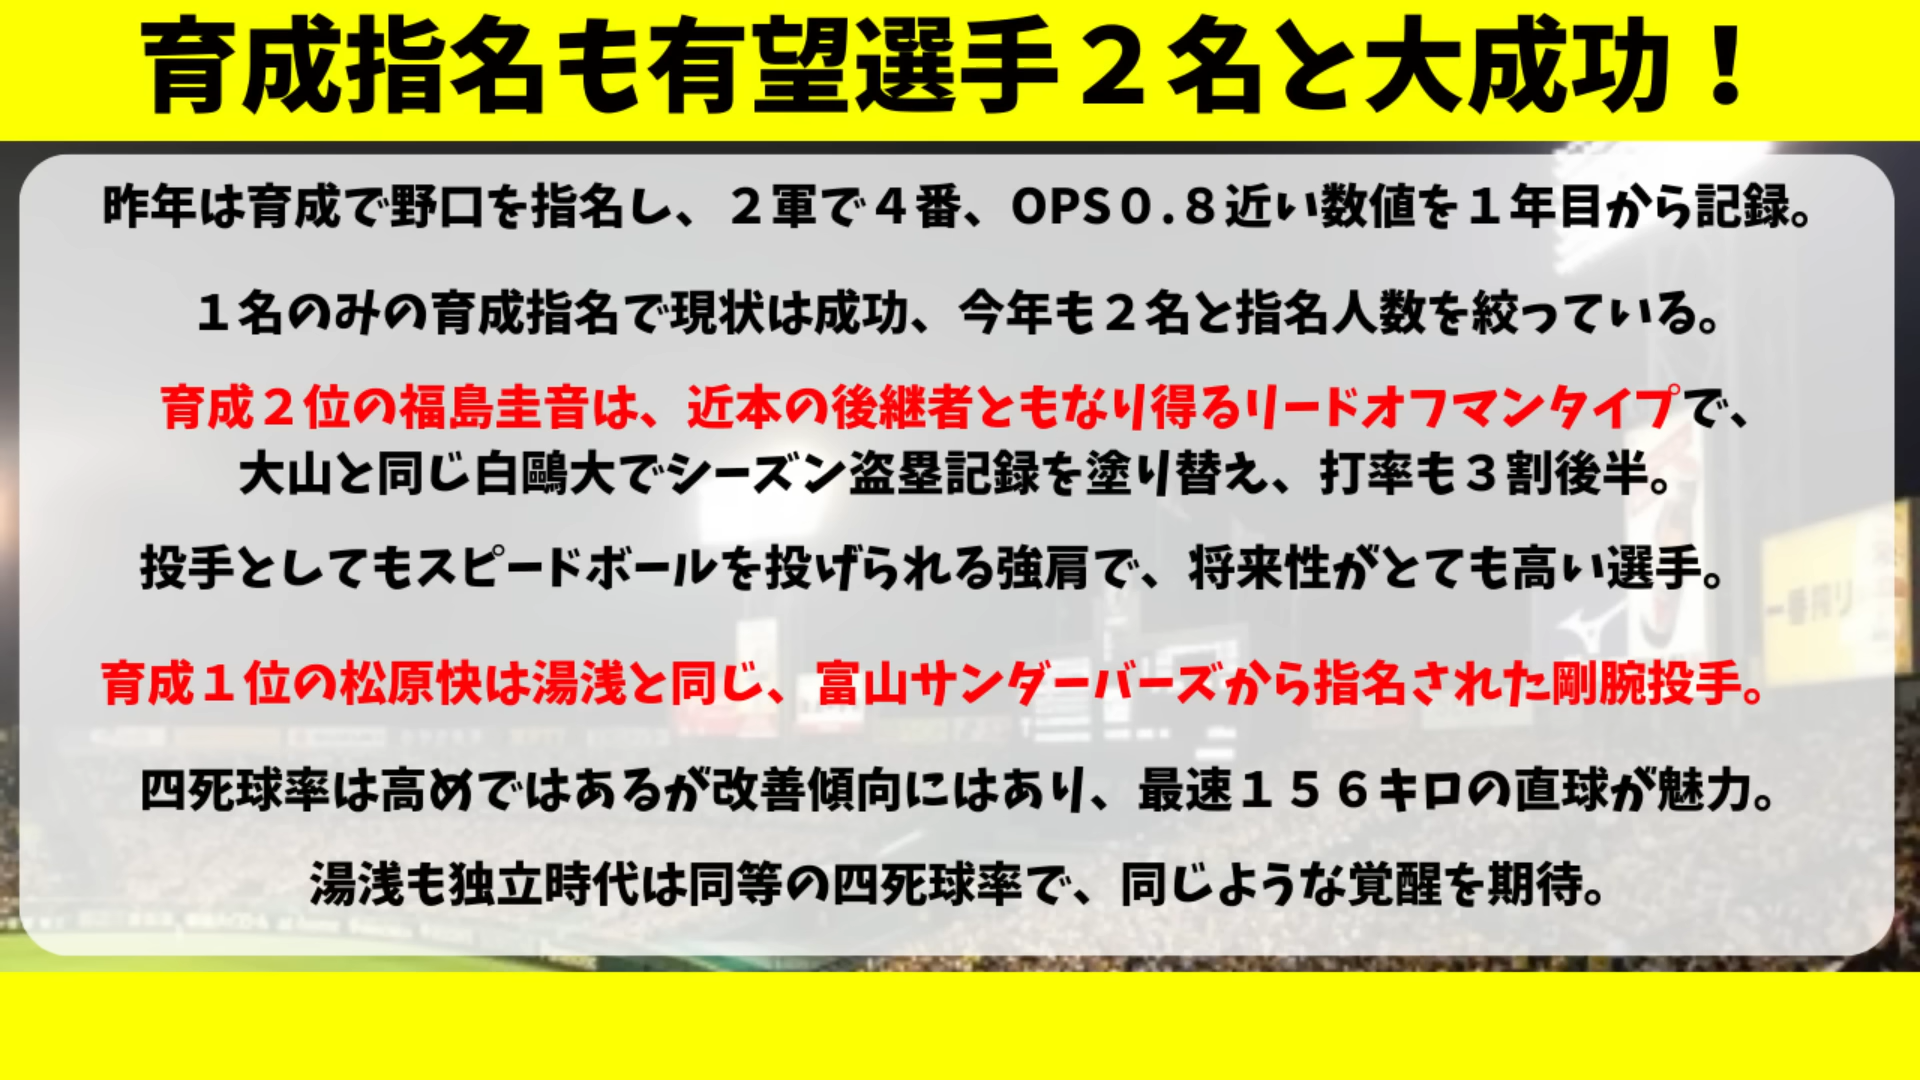 育成指名も有望選手２名と大成功！
昨年は育成で野口を指名し、２軍で４番、OPS０.８近い数値を１年目から記録。
１名のみの育成指名で現状は成功、今年も２名と指名人数を絞っている。
育成２位の福島圭音は、近本の後継者ともなり得るリードオフマンタイプで、
大山と同じ白鷗大でシーズン盗塁記録を塗り替え、打率も３割後半。
投手としてもスピードボールを投げられる強肩で、将来性がとても高い選手。
育成１位の松原快は湯浅と同じ、富山サンダーバーズから指名された剛腕投手。
四死球率は高めではあるが改善傾向にはあり、最速１５６キロの直球が魅力。
湯浅も独立時代は同等の四死球率で、同じような覚醒を期待。